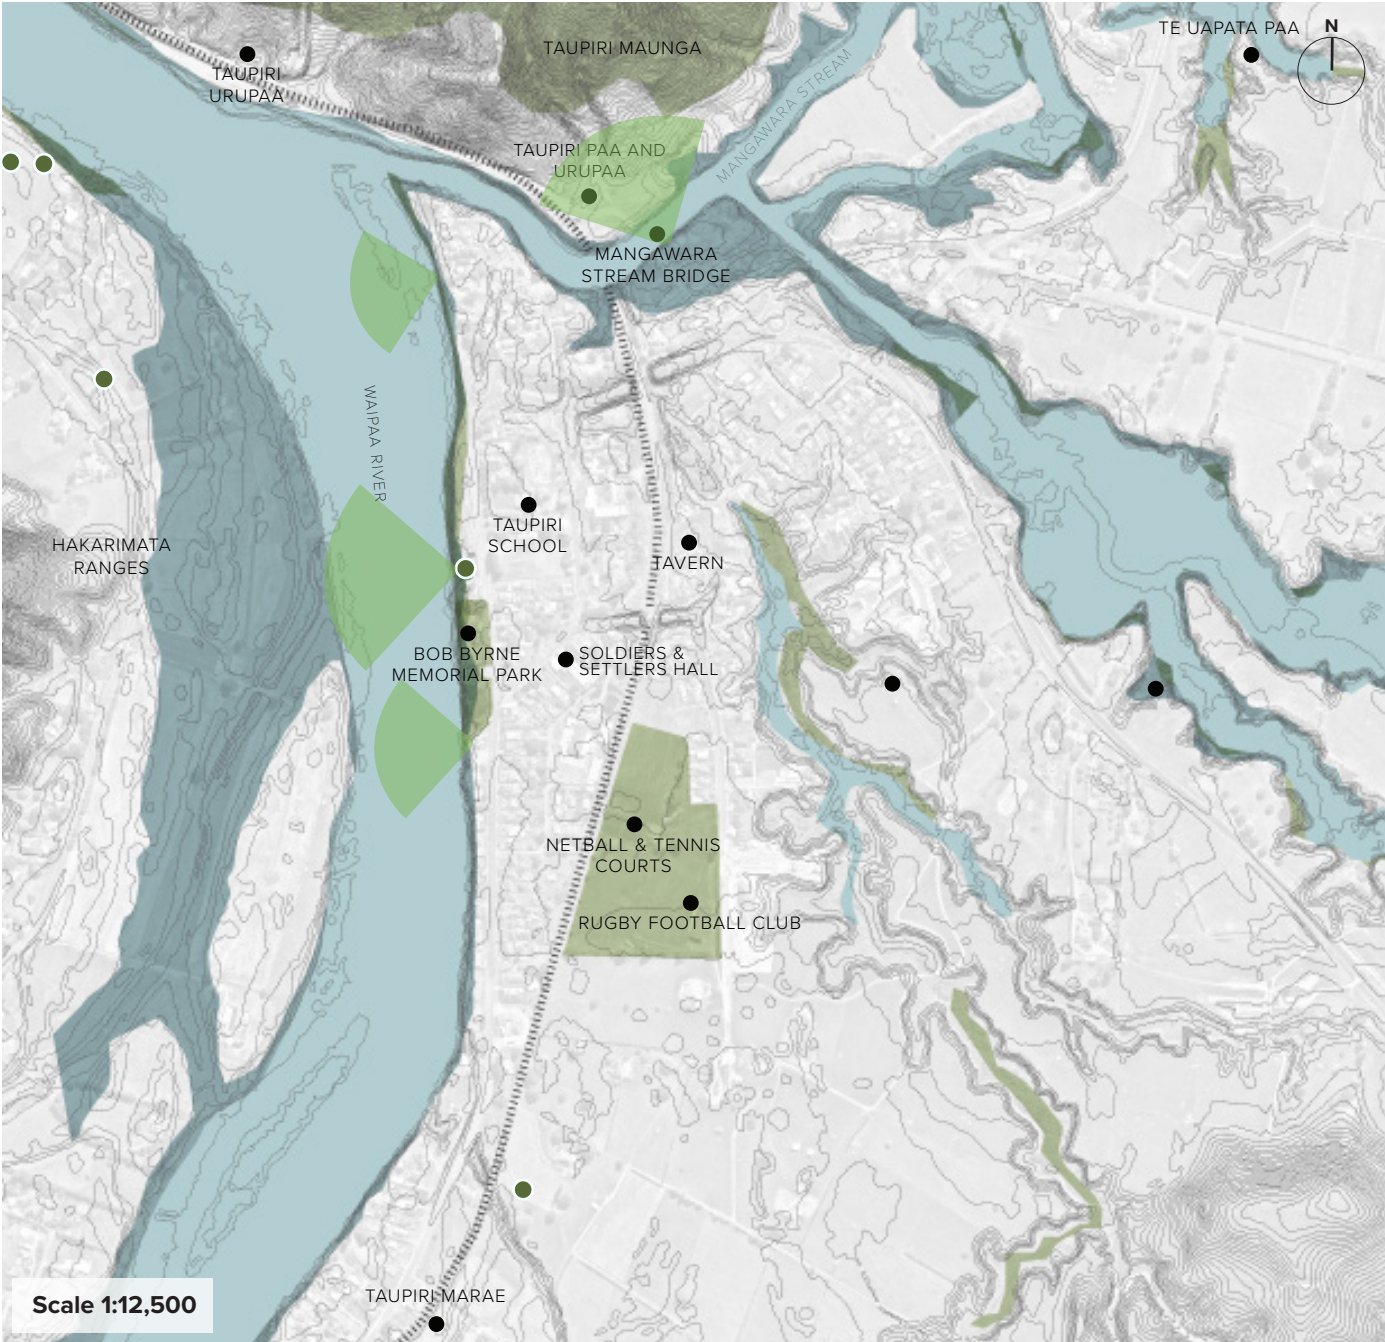 TE UAPATA PAA
N
TAUPIRI MAUNGA
TAUPIRI
URUPAA
MANGAWARA STREAM
TAUPIRI PAA AND
URUPAA
MANGAWARA
STREAM BRIDGE
WAIPAA RIVER
TAUPIRI
SCHOOL
HAKARIMATA
RANGES
TAVERN
BOB BYRNE
MEMORIAL PARK
SOLDIERS &
SETTLERS HALL
NETBALL & TENNIS
COURTS
RUGBY FOOTBALL CLUB
TAUPIRI MARAE
Scale 1:12,500